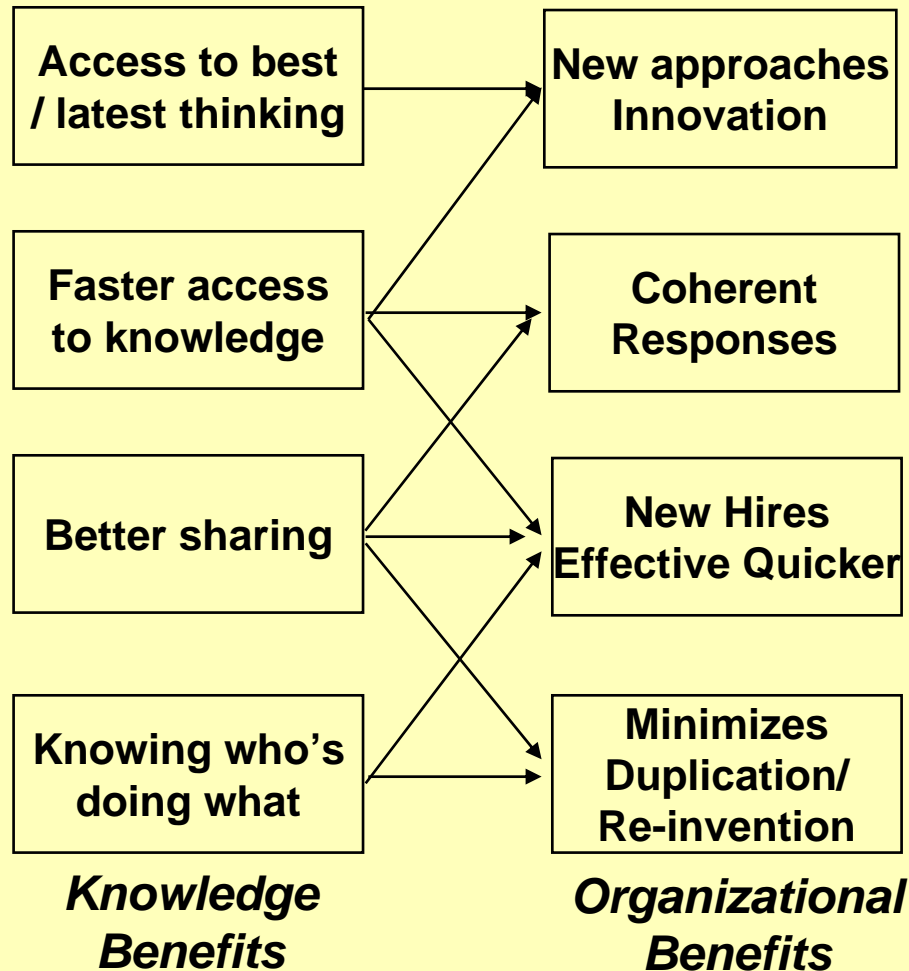 Access to best
/ latest thinking
New approaches
Innovation
Faster access
to knowledge
Coherent
Responses
Better sharing
New Hires
Effective Quicker
Knowing who’s
doing what
Minimizes
Duplication/
Re-invention
Knowledge
Benefits
Organizational
Benefits